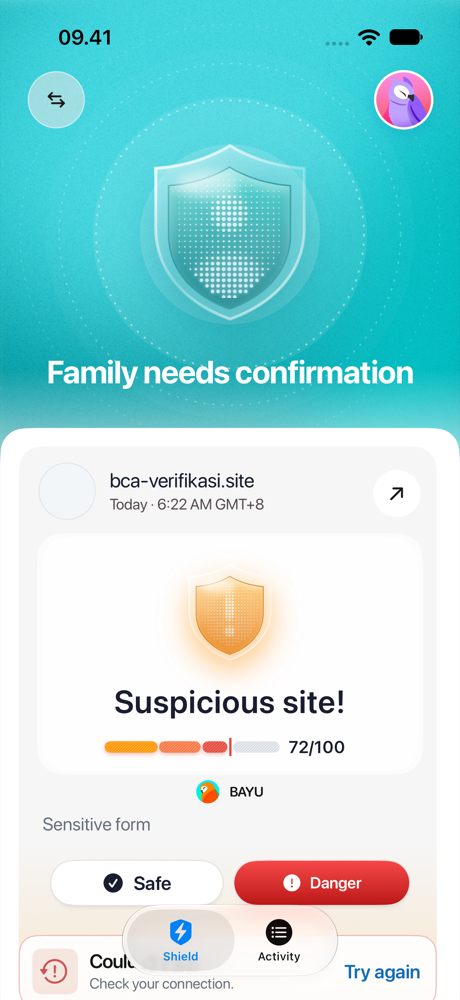 09.41
Family needs confirmation
bca-verifikasi.site
Today · 6:22 AM GMT+8
Suspicious site!
72/100
BAYU
Sensitive form
Safe
Danger
Shield
Activity
Check your connection.
Try again